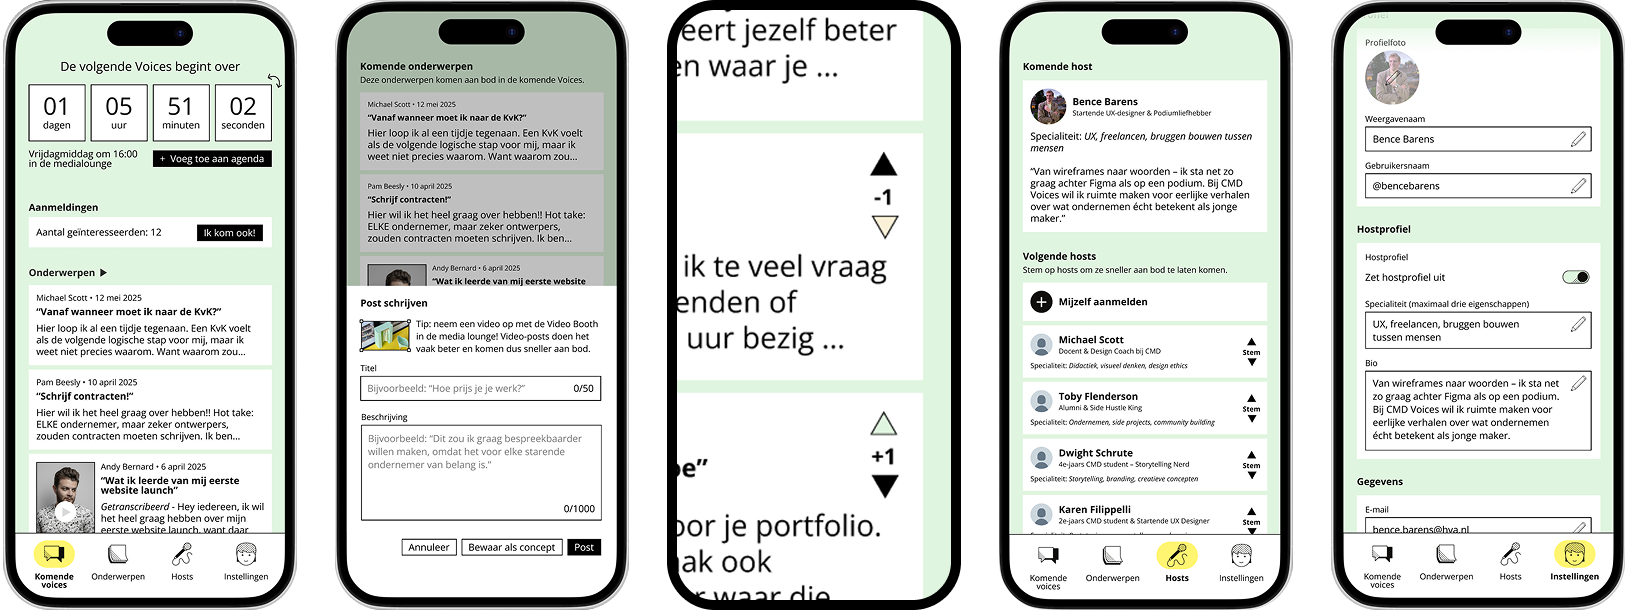 De volgende Voices begint over
01
dagen
05
uur
51
minuten
02
seconden
Vrijdagmiddag om 16:00
in de medialounge
+ Voeg toe aan agenda
Aanmeldingen
Aantal geïnteresseerden: 12
Ik kom ook!
Onderwerpen
Michael Scott • 12 mei 2025
“Vanaf wanneer moet ik naar de KvK?”
Hier loop ik al een tijdje tegenaan. Een KvK voelt
als de volgende logische stap voor mij, maar ik
weet niet precies waarom. Want waarom zou...
Pam Beesly • 10 april 2025
“Schrijf contracten!”
Hier wil ik het heel graag over hebben!! Hot take:
ELKE ondernemer, maar zeker ontwerpers,
zouden contracten moeten schrijven. Ik ben...
Andy Bernard • 6 april 2025
“Wat ik leerde van mij eerste
website launch”
Getranscribeerd - Hey iedereen, ik wil
het heel graag hebben over mijn
eerste website launch, want daar
Komende
voices
Onderwerpen
Hosts
Instellingen
Komende onderwerpen
Deze onderwerpen komen aan bod in de komende Voices.
Michael Scott • 12 mei 2025
“Vanaf wanneer moet ik naar de KvK?”
Hier loop ik al een tijdje tegenaan. Een KvK voelt
als de volgende logische stap voor mij, maar ik
weet niet precies waarom. Want waarom zou...
Pam Beesly • 10 april 2025
“Schrijf contracten!”
Hier wil ik het heel graag over hebben!! Hot take:
ELKE ondernemer, maar zeker ontwerpers,
zouden contracten moeten schrijven. Ik ben...
Andy Bernard • 6 april 2025
“Wat ik leerde van mij eerste website
Post schrijven
Tip: neem een video op met de Video Booth
in de media lounge! Video-posts doen het
vaak beter en komen dus sneller aan bod.
Titel
Bijvoorbeeld: “Hoe prijs je je werk?”
0/50
Beschrijving
Bijvoorbeeld: “Dit zou ik graag bespreekbaarder
willen maken, omdat het voor elke starende
ondernemer van belang is.”
0/1000
Annuleer
Bewaar als concept
Post
eert jezelf beter
en waar je ...
-1
ik te veel vraag
enden of
uur bezig ...
+1
be”
oor je portfolio.
ak ook
r waar die
Komende host
Bence Barens
Startende UX-designer & Podiumliefhebber
Specialiteit: UX, freelancen, bruggen bouwen tussen
mensen
“Van wireframes naar woorden – ik sta net zo
graag achter Figma als op een podium. Bij CMD
Voices wil ik ruimte maken voor eerlijke verhalen
over wat ondernemen écht betekent als jonge
maker.”
Volgende hosts
Stem op hosts om ze sneller aan bod te laten komen.
Mijzelf aanmelden
Michael Scott
Docent & Design Coach bij CMD
Specialiteit: Didactiek, visueel denken, design ethics
Stem
Toby Flenderson
Alumni & Side Hustle King
Specialiteit: Ondernemen, side projects, community building
Stem
Dwight Schrute
4e-jaars CMD student – Storytelling Nerd
Specialiteit: Storytelling, branding, creatieve concepten
Stem
Karen Filippelli
2e-jaars CMD student & Startende UX Designer
Stem
Komende
voices
Onderwerpen
Hosts
Instellingen
Profielfoto
Weergavenaam
Bence Barens
Gebruikersnaam
@bencebarens
Hostprofiel
Hostprofiel
Zet hostprofiel uit
Specialiteit (maximaal drie eigenschappen)
UX, freelancen, bruggen bouwen
tussen mensen
Bio
Van wireframes naar woorden – ik sta net
zo graag achter Figma als op een podium.
Bij CMD Voices wil ik ruimte maken voor
eerlijke verhalen over wat ondernemen
écht betekent als jonge maker.
Gegevens
E-mail
bence.barens@hva.nl
Komende
voices
Onderwerpen
Hosts
Instellingen